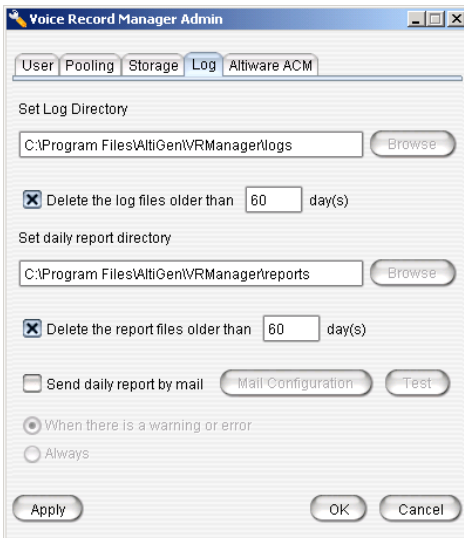 Voice Record Manager Admin
User Pooling Storage Log Altiware ACM
Set Log Directory
C:\Program Files\AltiGen\VRManager\logs Browse
Delete the log files older than 60 day(s)
Set daily report directory
C:\Program Files\AltiGen\VRManager\reports Browse
Delete the report files older than 60 day(s)
Send daily report by mail Mail Configuration Test
When there is a warning or error
Always
Apply OK Cancel